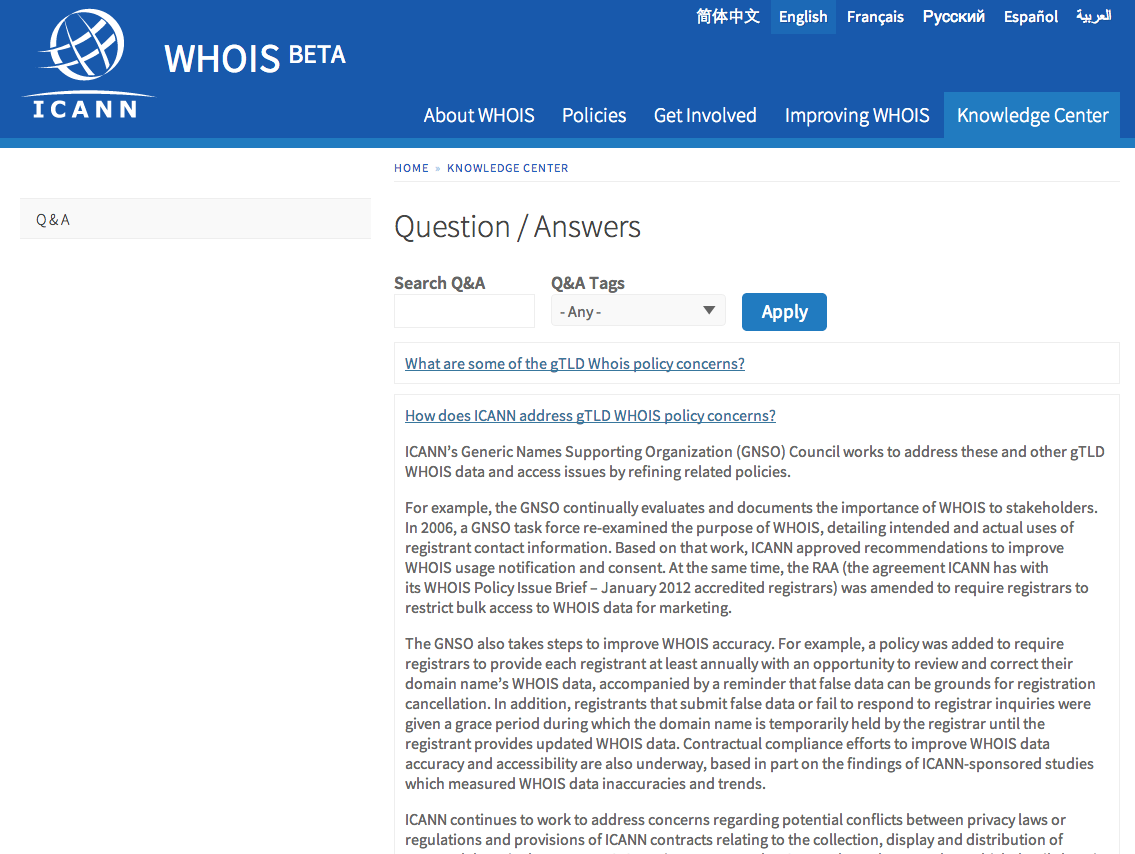 简体中文 English Français Русский Español العربية
WHOIS BETA
ICANN
About WHOIS Policies Get Involved Improving WHOIS Knowledge Center
HOME » KNOWLEDGE CENTER
Q & A
Question / Answers
Search Q&A Q&A Tags
- Any - Apply
What are some of the gTLD Whois policy concerns?
How does ICANN address gTLD WHOIS policy concerns?
ICANN’s Generic Names Supporting Organization (GNSO) Council works to address these and other gTLD
WHOIS data and access issues by refining related policies.
For example, the GNSO continually evaluates and documents the importance of WHOIS to stakeholders.
In 2006, a GNSO task force re-examined the purpose of WHOIS, detailing intended and actual uses of
registrant contact information. Based on that work, ICANN approved recommendations to improve
WHOIS usage notification and consent. At the same time, the RAA (the agreement ICANN has with
its WHOIS Policy Issue Brief – January 2012 accredited registrars) was amended to require registrars to
restrict bulk access to WHOIS data for marketing.
The GNSO also takes steps to improve WHOIS accuracy. For example, a policy was added to require
registrars to provide each registrant at least annually with an opportunity to review and correct their
domain name’s WHOIS data, accompanied by a reminder that false data can be grounds for registration
cancellation. In addition, registrants that submit false data or fail to respond to registrar inquiries were
given a grace period during which the domain name is temporarily held by the registrar until the
registrant provides updated WHOIS data. Contractual compliance efforts to improve WHOIS data
accuracy and accessibility are also underway, based in part on the findings of ICANN-sponsored studies
which measured WHOIS data inaccuracies and trends.
ICANN continues to work to address concerns regarding potential conflicts between privacy laws or
regulations and provisions of ICANN contracts relating to the collection, display and distribution of